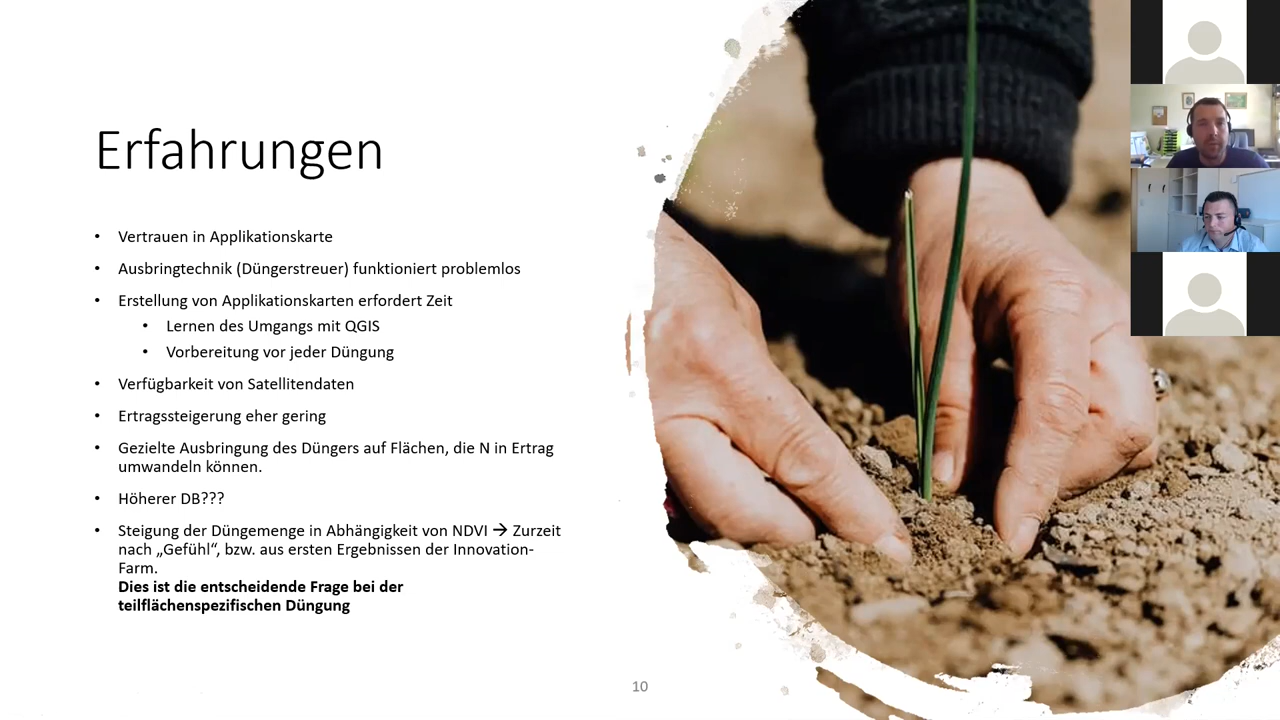 Erfahrungen
• Vertrauen in Applikationskarte
• Ausbringtechnik (Düngerstreuer) funktioniert problemlos
• Erstellung von Applikationskarten erfordert Zeit
• Lernen des Umgangs mit QGIS
• Vorbereitung vor jeder Düngung
• Verfügbarkeit von Satellitendaten
• Ertragssteigerung eher gering
• Gezielte Ausbringung des Düngers auf Flächen, die N in Ertrag
umwandeln können.
• Höherer DB???
• Steigung der Düngemenge in Abhängigkeit von NDVI → Zurzeit
nach „Gefühl“, bzw. aus ersten Ergebnissen der Innovation-
Farm.
Dies ist die entscheidende Frage bei der
teilflächenspezifischen Düngung
10